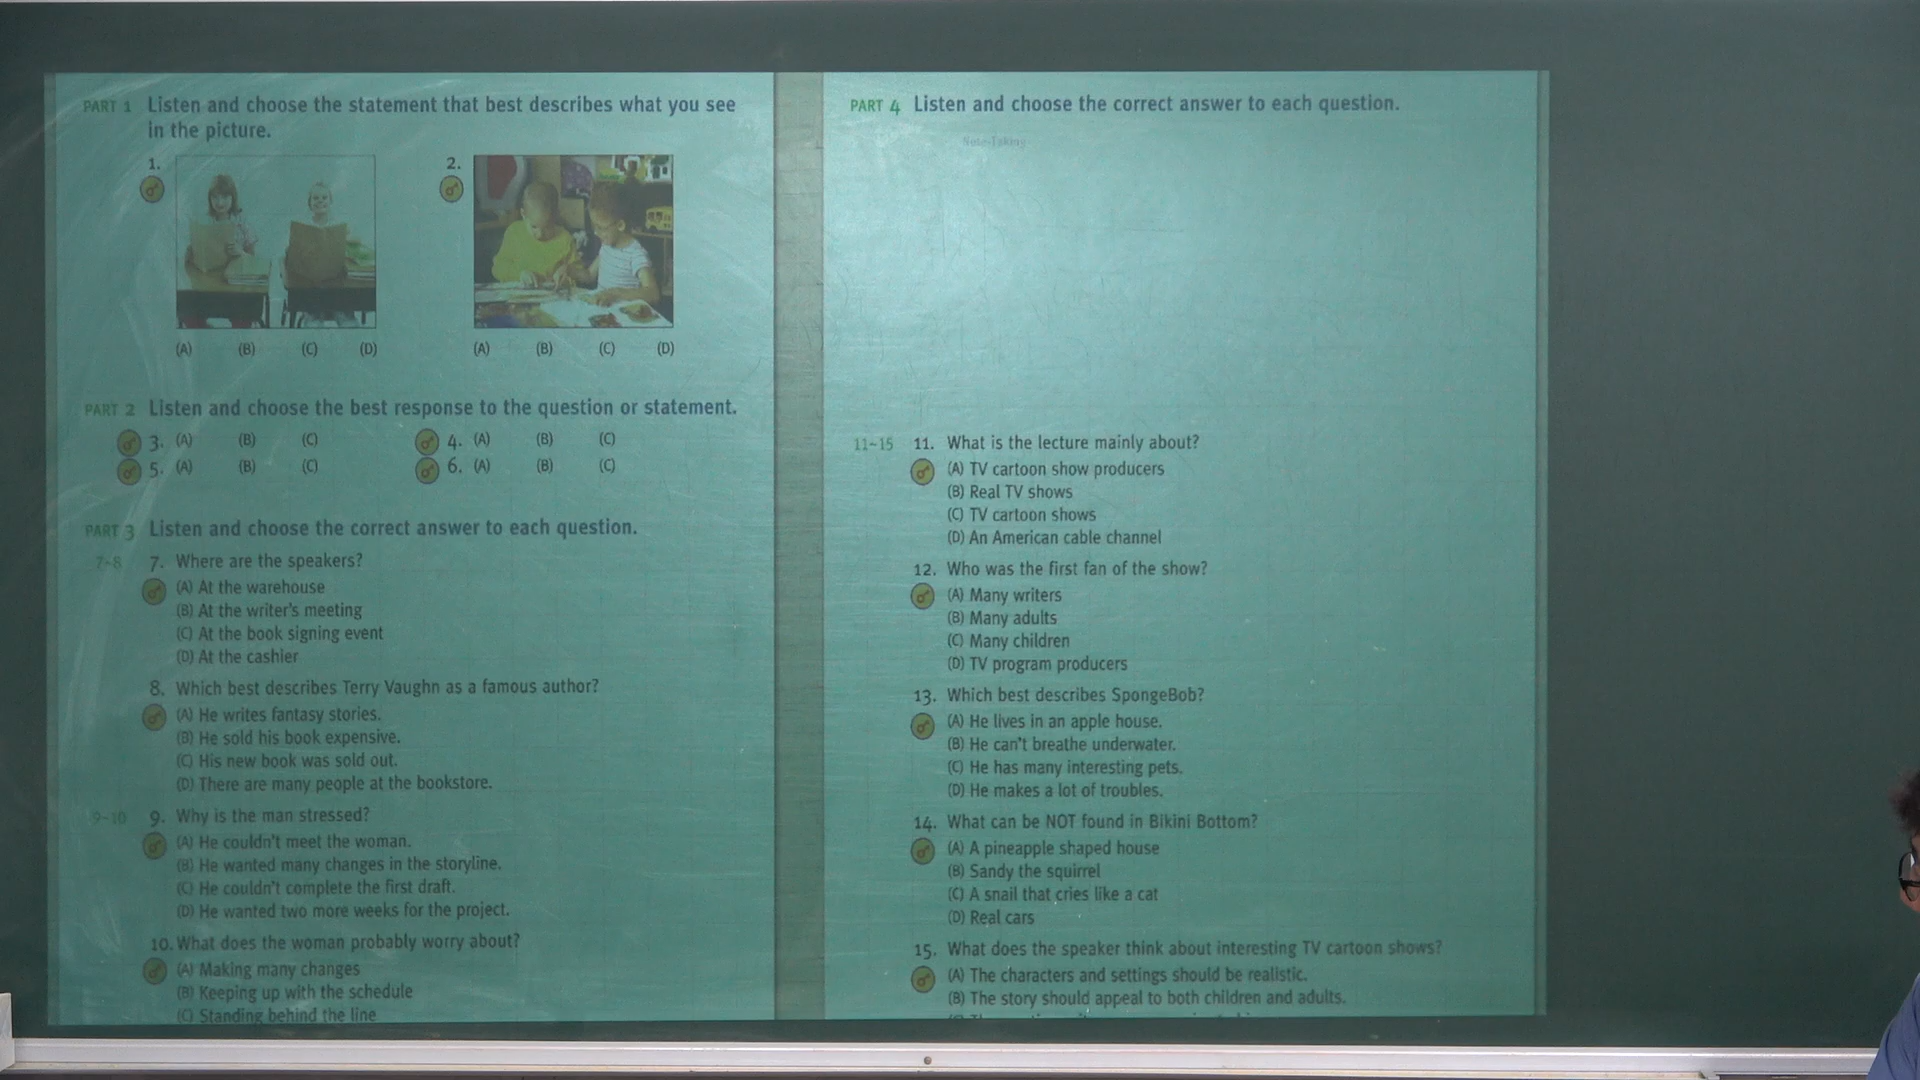 PART 1 Listen and choose the statement that best describes what you see
in the picture.
1.
2.
(A) (B) (C) (D)
(A) (B) (C) (D)
PART 2 Listen and choose the best response to the question or statement.
3. (A) (B) (C)
4. (A) (B) (C)
5. (A) (B) (C)
6. (A) (B) (C)
PART 3 Listen and choose the correct answer to each question.
7-8 7. Where are the speakers?
(A) At the warehouse
(B) At the writer's meeting
(C) At the book signing event
(D) At the cashier
8. Which best describes Terry Vaughn as a famous author?
(A) He writes fantasy stories.
(B) He sold his book expensive.
(C) His new book was sold out.
(D) There are many people at the bookstore.
9-10 9. Why is the man stressed?
(A) He couldn't meet the woman.
(B) He wanted many changes in the storyline.
(C) He couldn't complete the first draft.
(D) He wanted two more weeks for the project.
10. What does the woman probably worry about?
(A) Making many changes
(B) Keeping up with the schedule
(C) Standing behind the line
PART 4 Listen and choose the correct answer to each question.
Note-Taking
11~15 11. What is the lecture mainly about?
(A) TV cartoon show producers
(B) Real TV shows
(C) TV cartoon shows
(D) An American cable channel
12. Who was the first fan of the show?
(A) Many writers
(B) Many adults
(C) Many children
(D) TV program producers
13. Which best describes SpongeBob?
(A) He lives in an apple house.
(B) He can't breathe underwater.
(C) He has many interesting pets.
(D) He makes a lot of troubles.
14. What can be NOT found in Bikini Bottom?
(A) A pineapple shaped house
(B) Sandy the squirrel
(C) A snail that cries like a cat
(D) Real cars
15. What does the speaker think about interesting TV cartoon shows?
(A) The characters and settings should be realistic.
(B) The story should appeal to both children and adults.